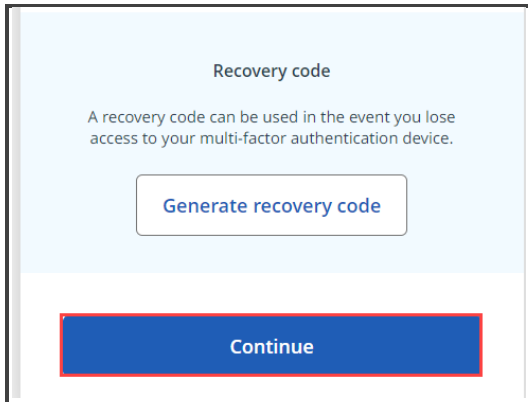 Recovery code
A recovery code can be used in the event you lose
access to your multi-factor authentication device.
Generate recovery code
Continue